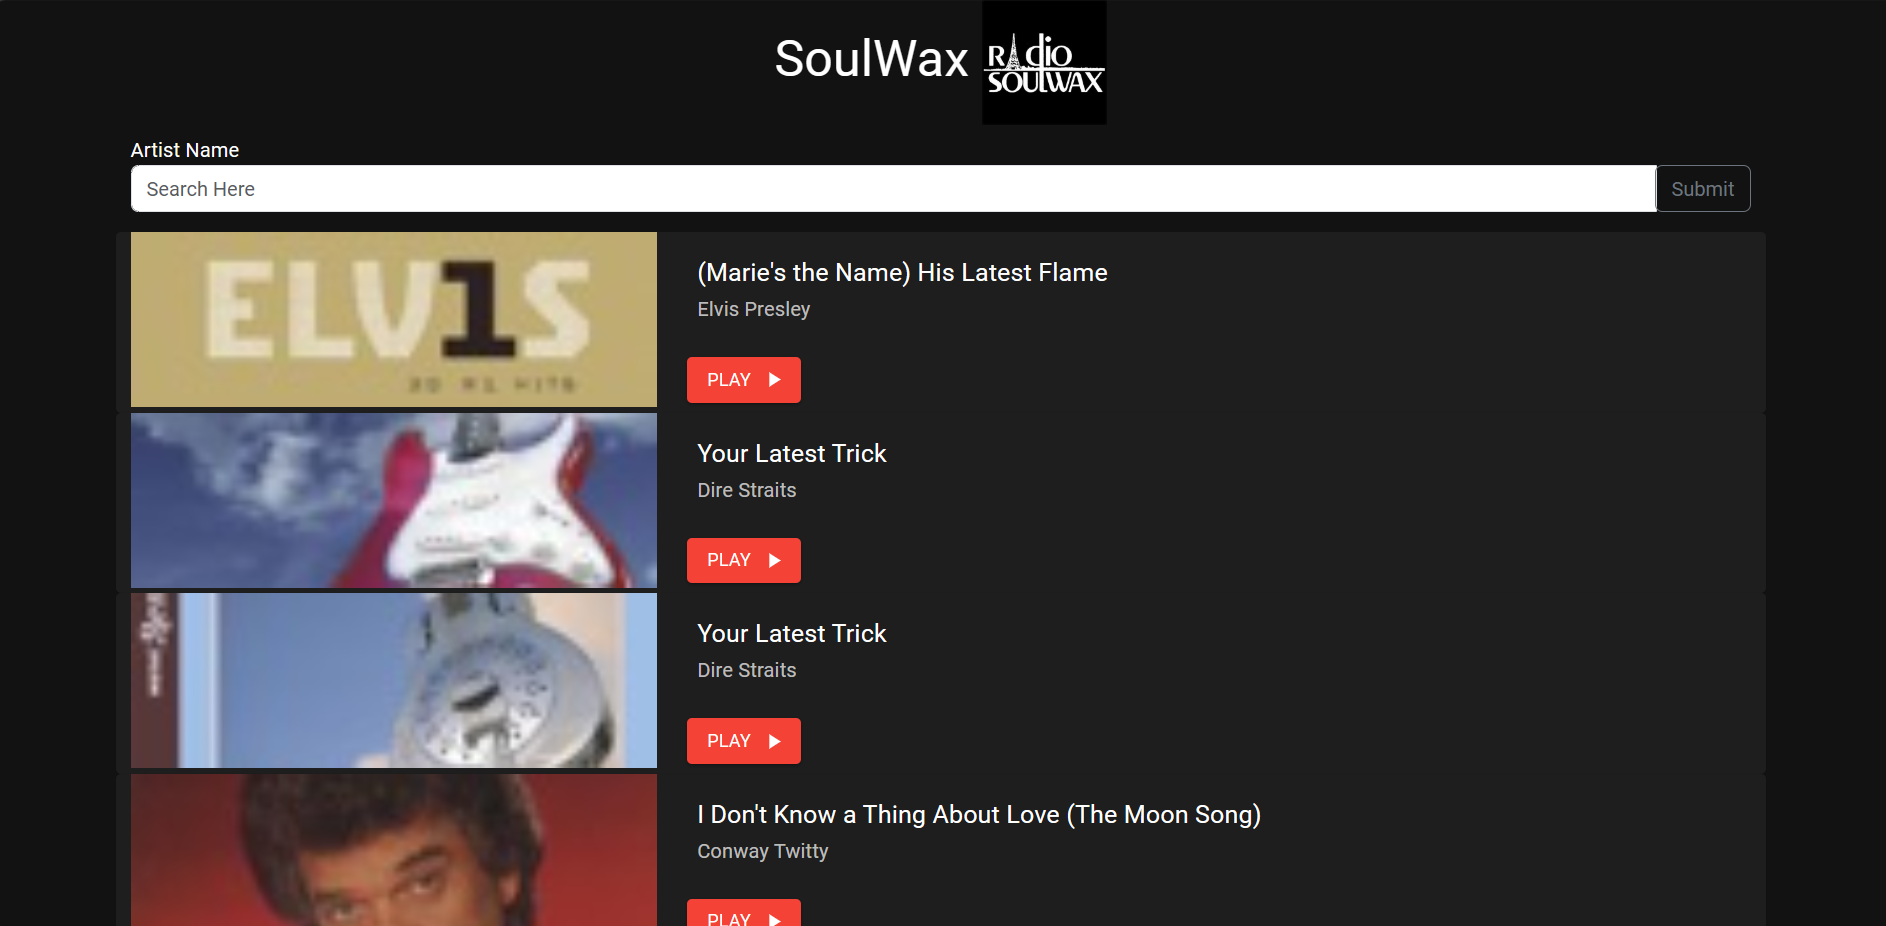 SoulWax
Radio
SOULWAX
Artist Name
Search Here
Submit
ELV1S
30 #1 HITS
(Marie's the Name) His Latest Flame
Elvis Presley
PLAY
Your Latest Trick
Dire Straits
PLAY
Your Latest Trick
Dire Straits
PLAY
I Don't Know a Thing About Love (The Moon Song)
Conway Twitty
PLAY